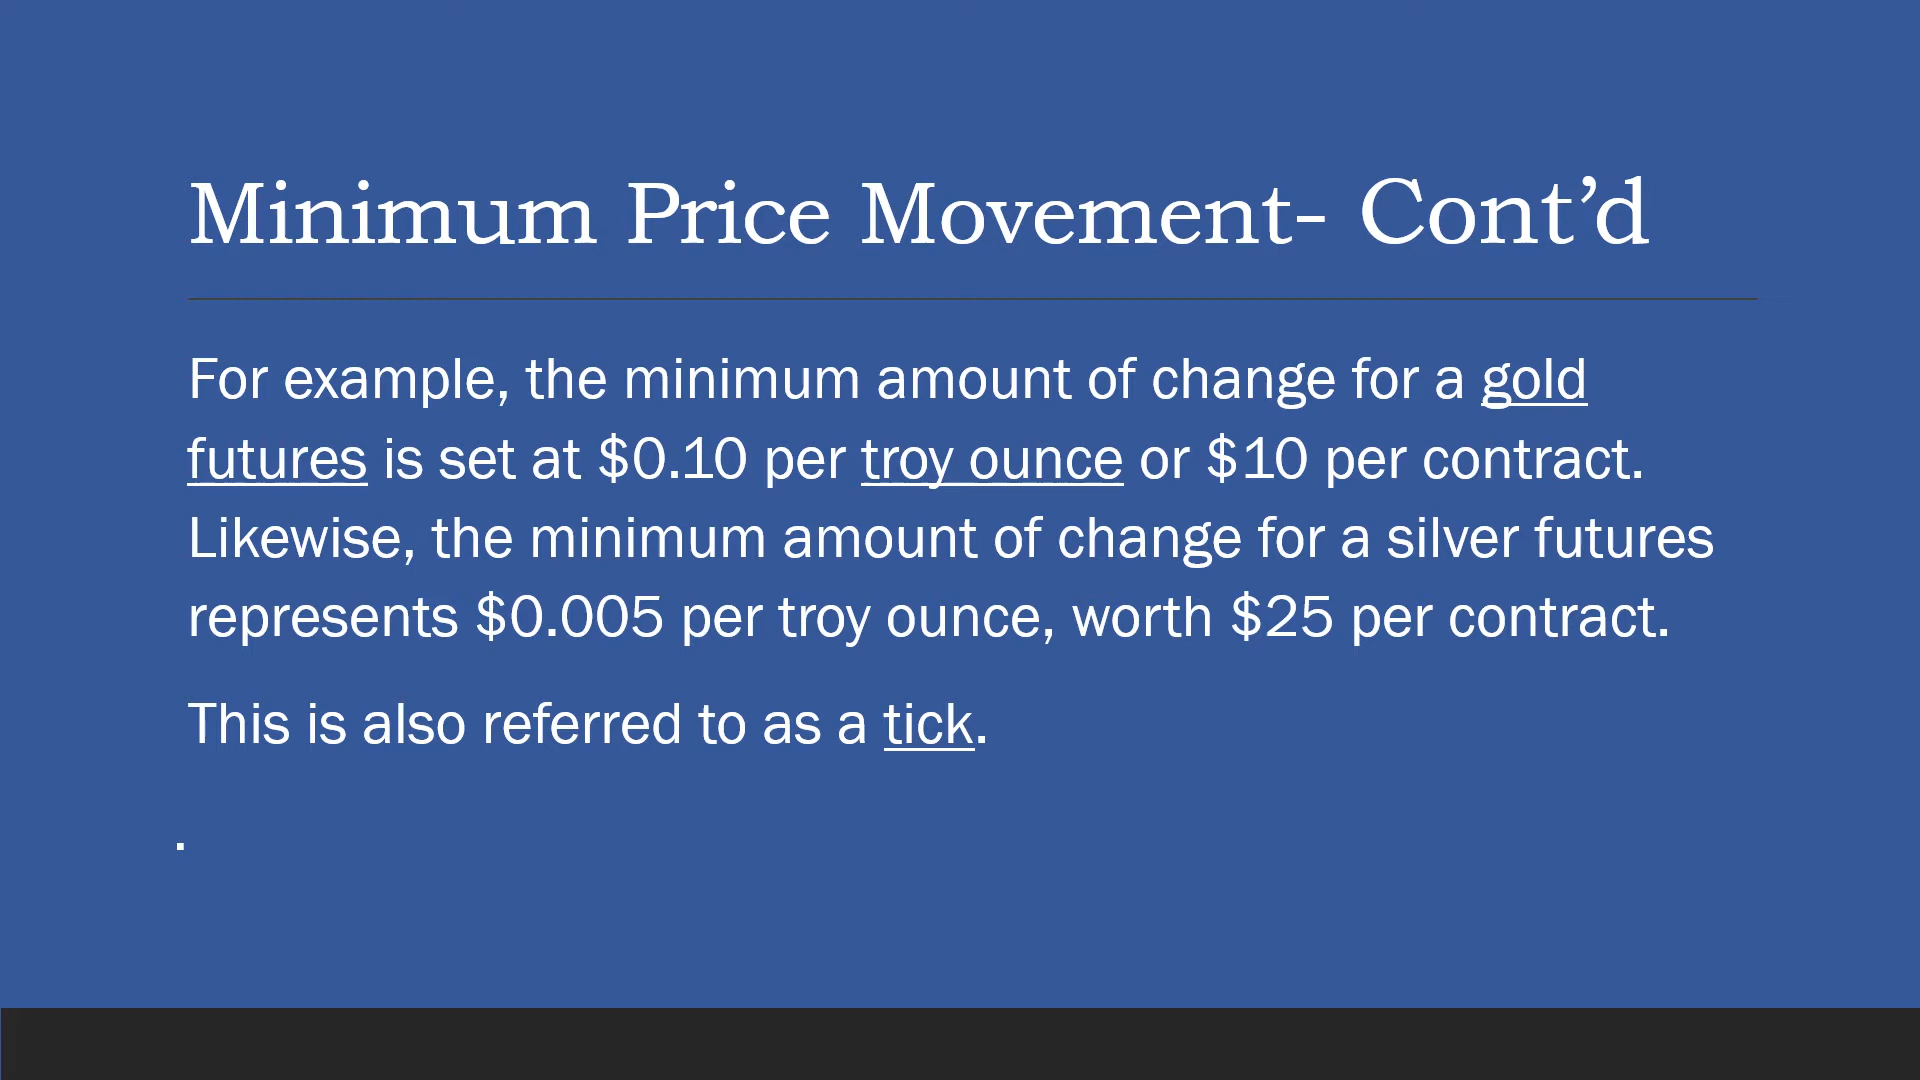 Minimum Price Movement- Cont’d
For example, the minimum amount of change for a gold
futures is set at $0.10 per troy ounce or $10 per contract.
Likewise, the minimum amount of change for a silver futures
represents $0.005 per troy ounce, worth $25 per contract.
This is also referred to as a tick.
.